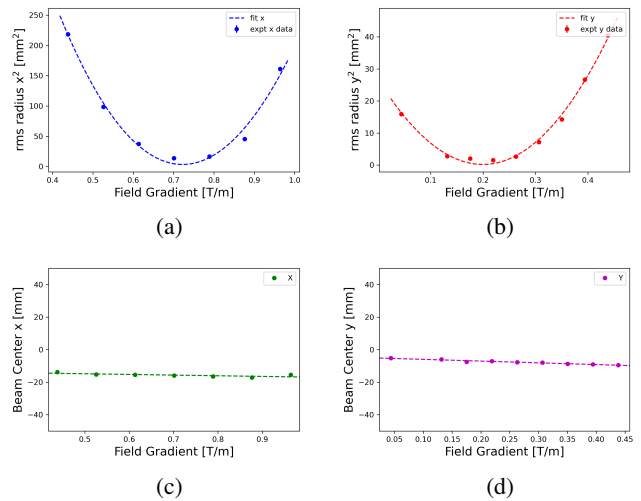 fit x
expt x data
rms radius x² [mm²]
250
200
150
100
50
0
0.4 0.5 0.6 0.7 0.8 0.9 1.0
Field Gradient [T/m]
(a)
fit y
expt y data
rms radius y² [mm²]
40
20
0
0.1 0.2 0.3 0.4
Field Gradient [T/m]
(b)
X
Beam Center x [mm]
40
20
0
−20
−40
0.5 0.6 0.7 0.8 0.9
Field Gradient [T/m]
(c)
Y
Beam Center y [mm]
40
20
0
−20
−40
0.05 0.10 0.15 0.20 0.25 0.30 0.35 0.40 0.45
Field Gradient [T/m]
(d)